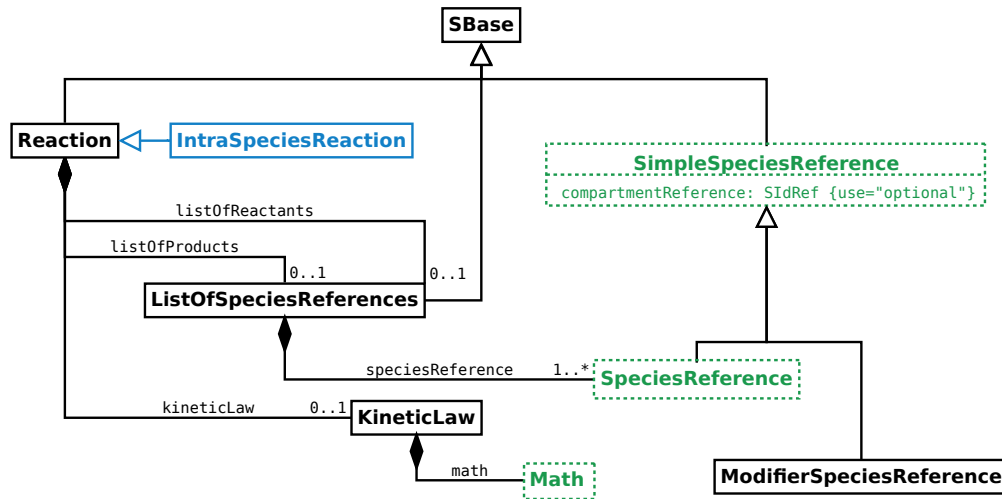 SBase
Reaction
IntraSpeciesReaction
SimpleSpeciesReference
compartmentReference: SIdRef {use="optional"}
listOfReactants
listOfProducts
0..1
0..1
ListOfSpeciesReferences
speciesReference
1..*
SpeciesReference
kineticLaw
0..1
KineticLaw
math
Math
ModifierSpeciesReference